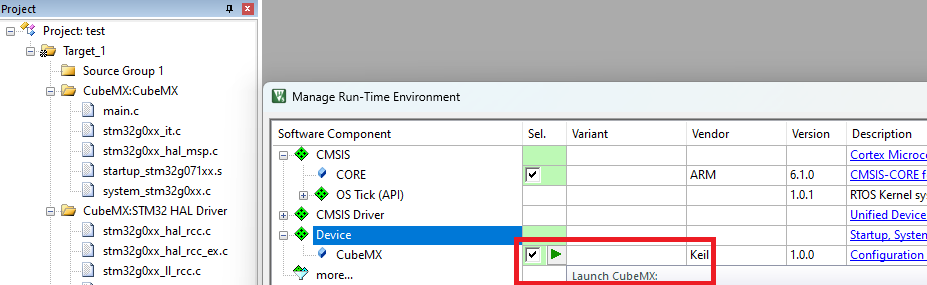 Project
Project: test
Target_1
Source Group 1
CubeMX:CubeMX
main.c
stm32g0xx_it.c
stm32g0xx_hal_msp.c
startup_stm32g071xx.s
system_stm32g0xx.c
CubeMX:STM32 HAL Driver
stm32g0xx_hal_rcc.c
stm32g0xx_hal_rcc_ex.c
stm32g0xx_ll_rcc.c
Manage Run-Time Environment
Software Component Sel. Variant Vendor Version Description
CMSIS Cortex Microco
CORE ARM 6.1.0 CMSIS-CORE f
OS Tick (API) 1.0.1 RTOS Kernel sy
CMSIS Driver Unified Device
Device Startup, System
CubeMX Keil 1.0.0 Configuration
more... Launch CubeMX: